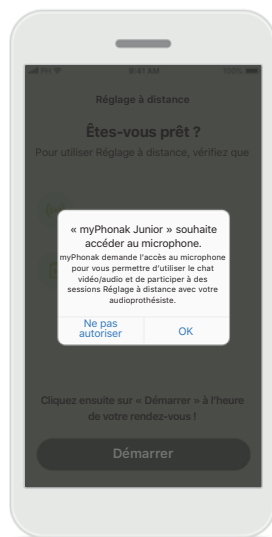 PH
9:41 AM
100%
Réglage à distance
Êtes-vous prêt ?
Pour utiliser Réglage à distance, vérifiez que
« myPhonak Junior » souhaite
accéder au microphone.
myPhonak demande l'accès au microphone
pour vous permettre d'utiliser le chat
vidéo/audio et de participer à des
sessions Réglage à distance avec votre
audioprothésiste.
Ne pas
autoriser
OK
Cliquez ensuite sur « Démarrer » à l'heure
de votre rendez-vous !
Démarrer